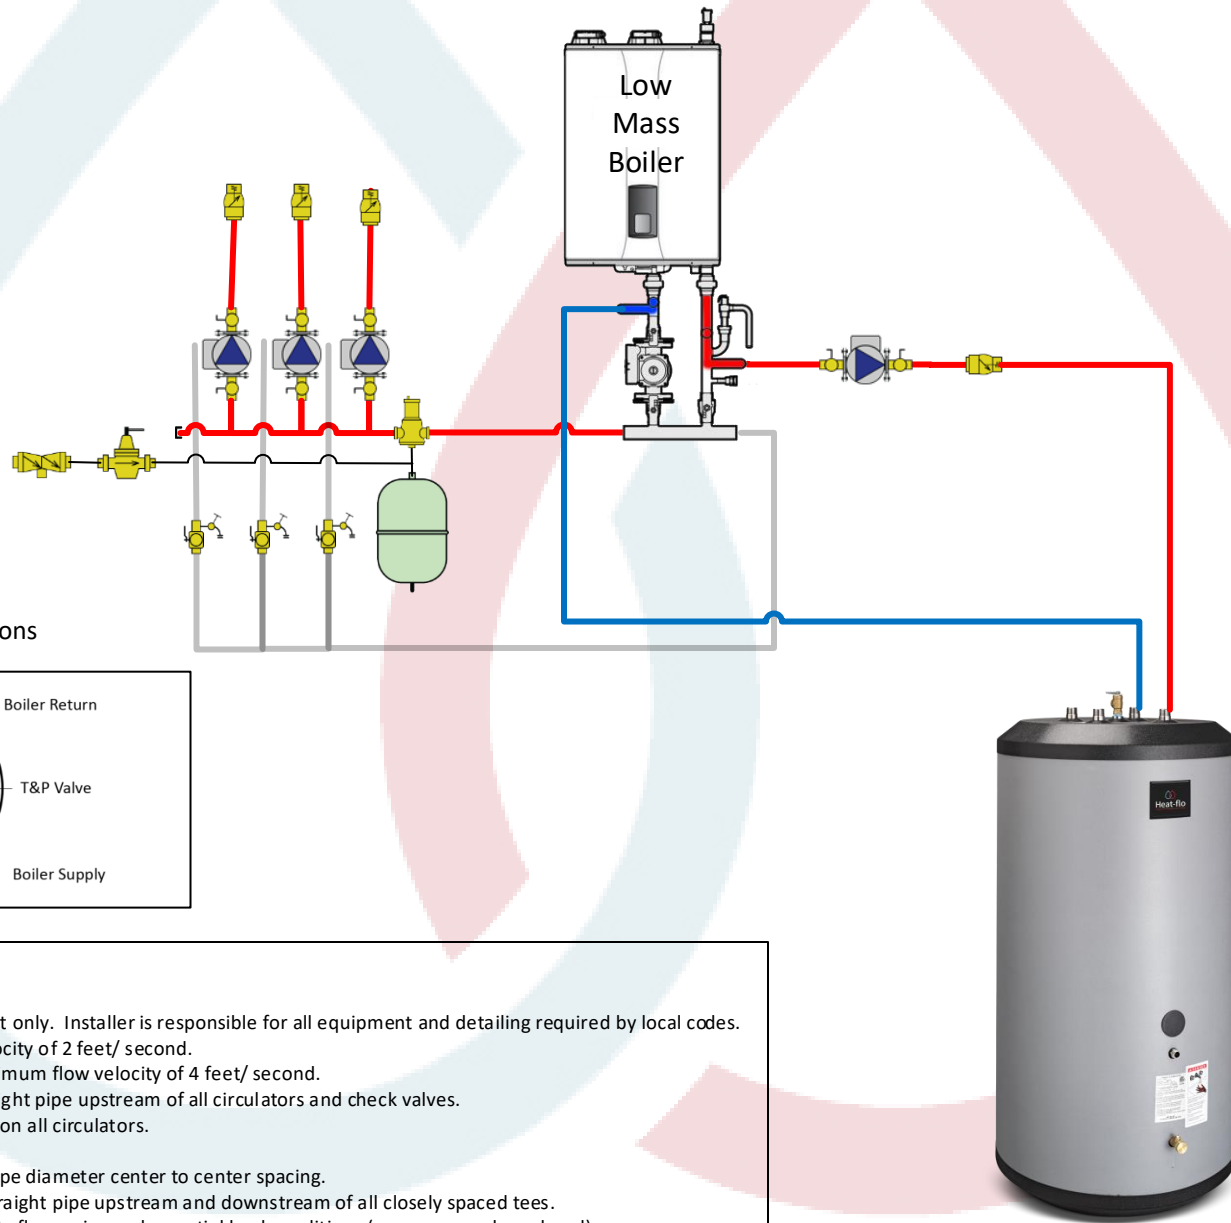 Low
Mass
Boiler
ons
Boiler Return
T&P Valve
Boiler Supply
Heat-flo
t only. Installer is responsible for all equipment and detailing required by local codes.
ocity of 2 feet/ second.
mum flow velocity of 4 feet/ second.
ght pipe upstream of all circulators and check valves.
on all circulators.
pe diameter center to center spacing.
raight pipe upstream and downstream of all closely spaced tees.